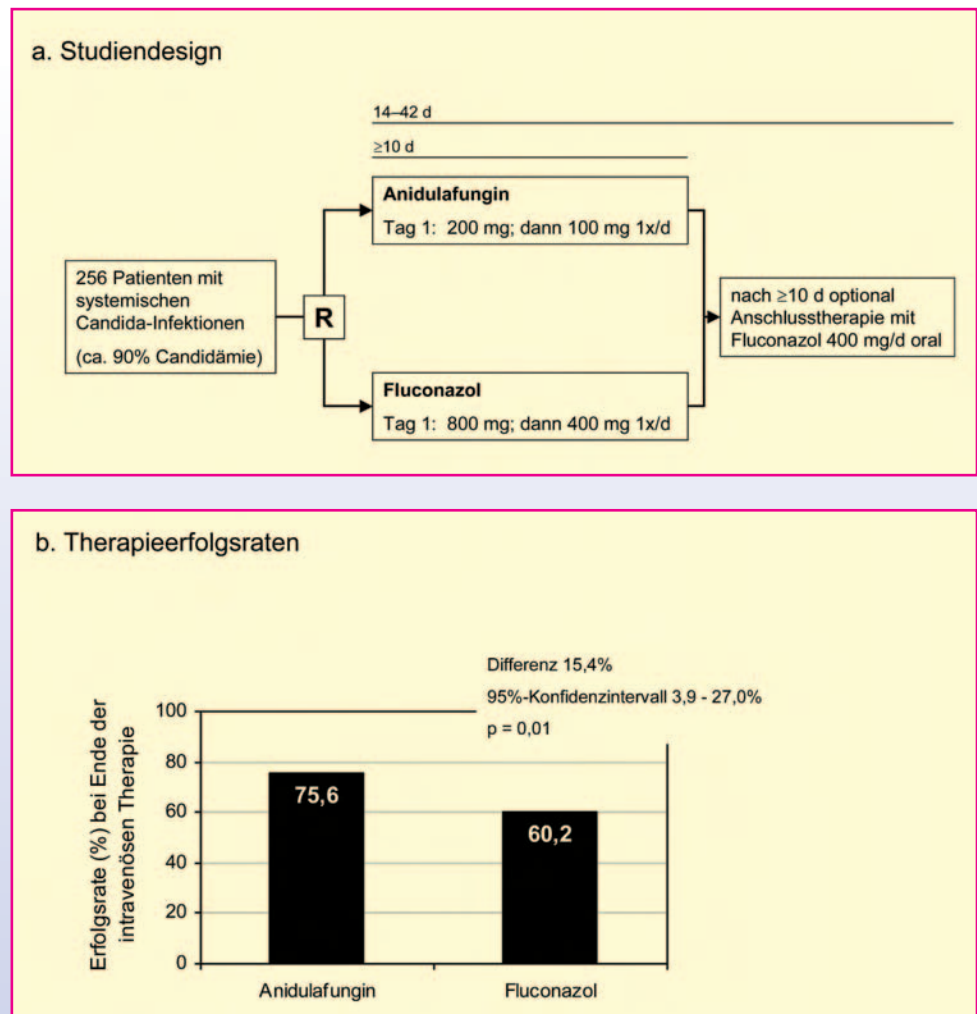 a. Studiendesign
14–42 d
≥10 d
Anidulafungin
Tag 1: 200 mg; dann 100 mg 1x/d
256 Patienten mit
systemischen
Candida-Infektionen
(ca. 90% Candidämie)
R
nach ≥10 d optional
Anschlusstherapie mit
Fluconazol 400 mg/d oral
Fluconazol
Tag 1: 800 mg; dann 400 mg 1x/d
b. Therapieerfolgsraten
Differenz 15,4%
95%-Konfidenzintervall 3,9 - 27,0%
p = 0,01
Erfolgsrate (%) bei Ende der
intravenösen Therapie
100
80
60
40
20
0
75,6
60,2
Anidulafungin
Fluconazol